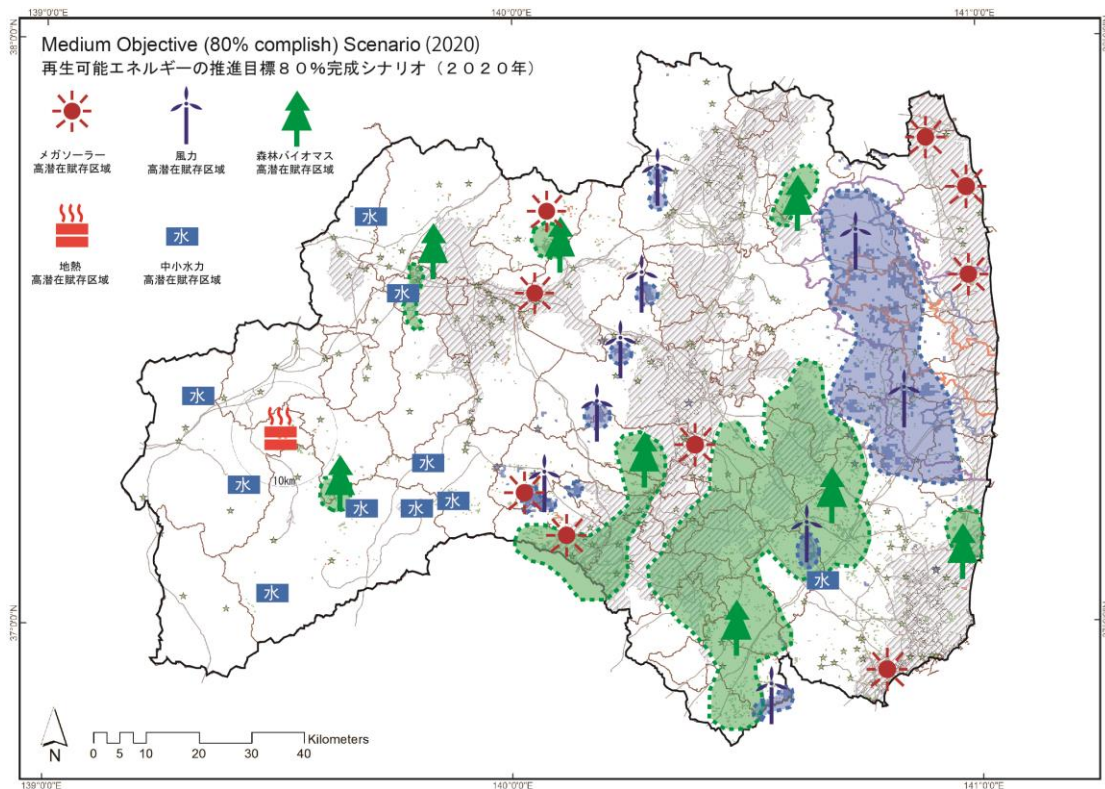 139°0'0"E
140°0'0"E
141°0'0"E
38°0'0"N
Medium Objective (80% complish) Scenario (2020)
再生可能エネルギーの推進目標８０％完成シナリオ（２０２０年）
メガソーラー
高潜在賦存区域
風力
高潜在賦存区域
森林バイオマス
高潜在賦存区域
水
地熱
高潜在賦存区域
中小水力
高潜在賦存区域
水
水
水
水
水
10km
水
水
水
水
水
水
37°0'0"N
N
0 5 10 20 30 40
Kilometers
139°0'0"E
140°0'0"E
141°0'0"E